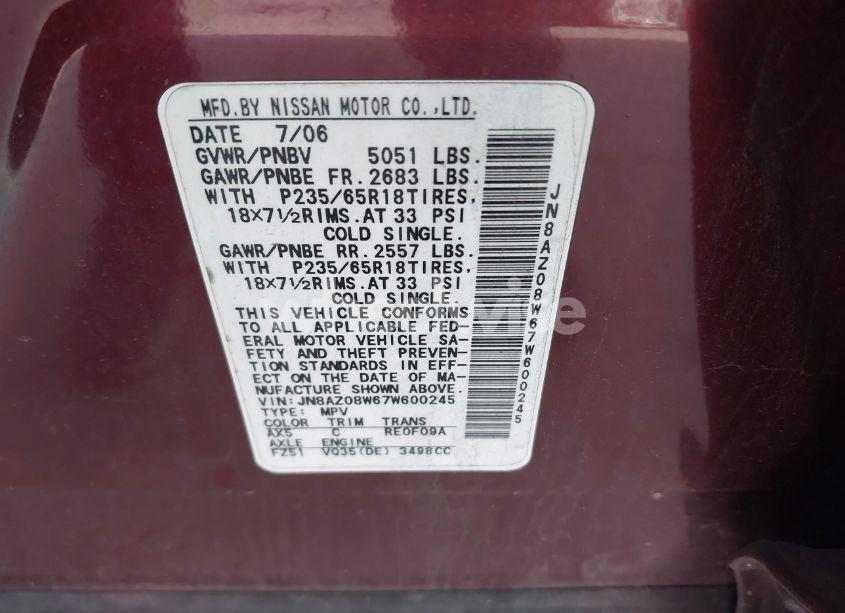 MFD.BY NISSAN MOTOR CO.,LTD.
DATE 7/06
GVWR/PNBV 5051 LBS.
GAWR/PNBE FR.2683 LBS.
WITH P235/65R18TIRES,
18X7½RIMS.AT 33 PSI
COLD SINGLE.
GAWR/PNBE RR.2557 LBS.
WITH P235/65R18TIRES,
18X7½RIMS.AT 33 PSI
COLD SINGLE.
THIS VEHICLE CONFORMS
TO ALL APPLICABLE FED-
ERAL MOTOR VEHICLE SA-
FETY AND THEFT PREVEN-
TION STANDARDS IN EFF-
ECT ON THE DATE OF MA-
NUFACTURE SHOWN ABOVE.
VIN:JN8AZ08W67W600245
TYPE: MPV
COLOR TRIM TRANS
AX5 C RE0F09A
AXLE ENGINE
FZ51 VQ35(DE) 3498CC
JN8AZ08W67W600245